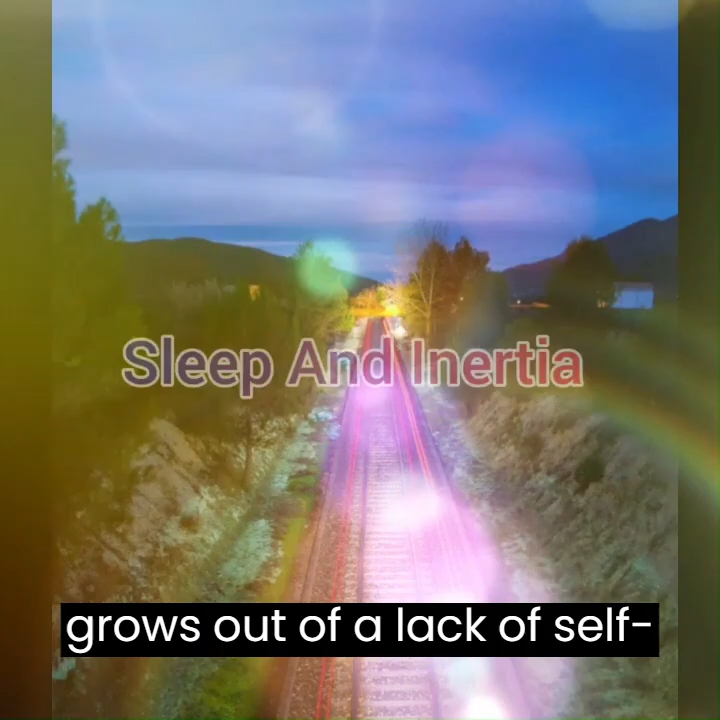 Sleep And Inertia
grows out of a lack of self-